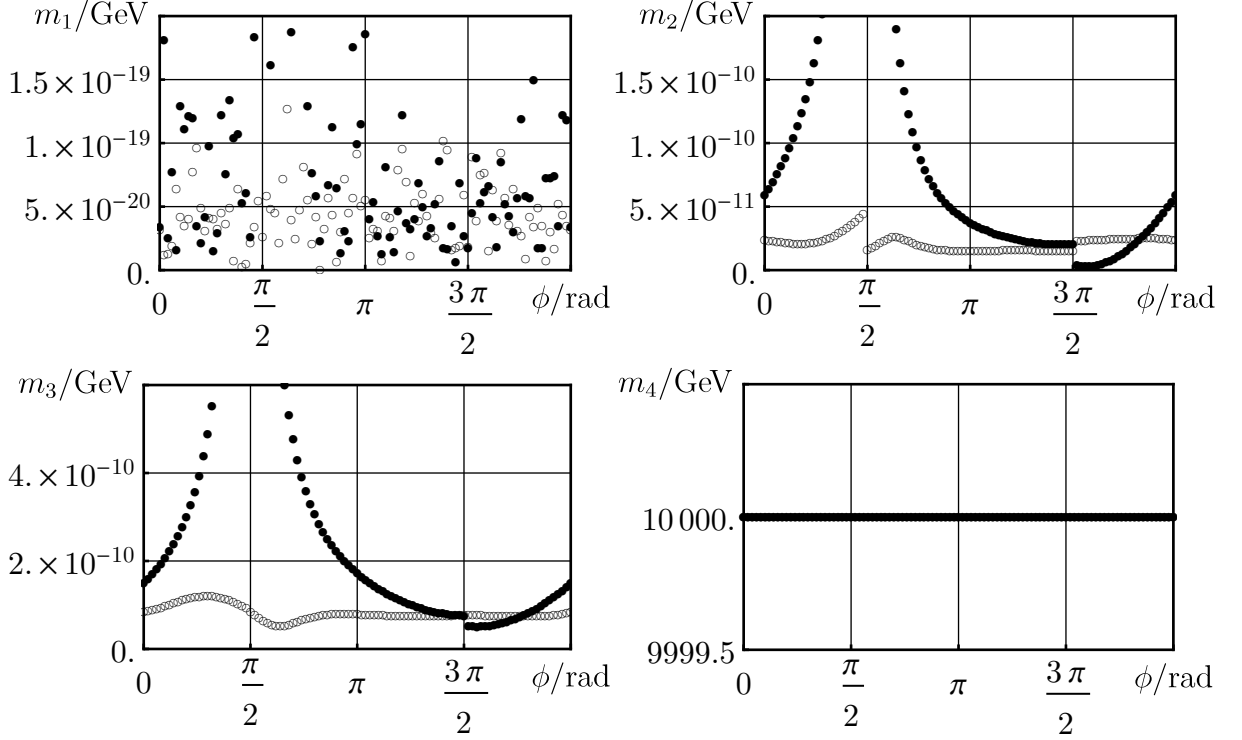 m₁/GeV
1.5×10⁻¹⁹
1.×10⁻¹⁹
5.×10⁻²⁰
0.
0 π/2 π 3π/2 ϕ/rad
m₂/GeV
1.5×10⁻¹⁰
1.×10⁻¹⁰
5.×10⁻¹¹
0.
0 π/2 π 3π/2 ϕ/rad
m₃/GeV
4.×10⁻¹⁰
2.×10⁻¹⁰
0.
0 π/2 π 3π/2 ϕ/rad
m₄/GeV
10 000.
9999.5
0 π/2 π 3π/2 ϕ/rad